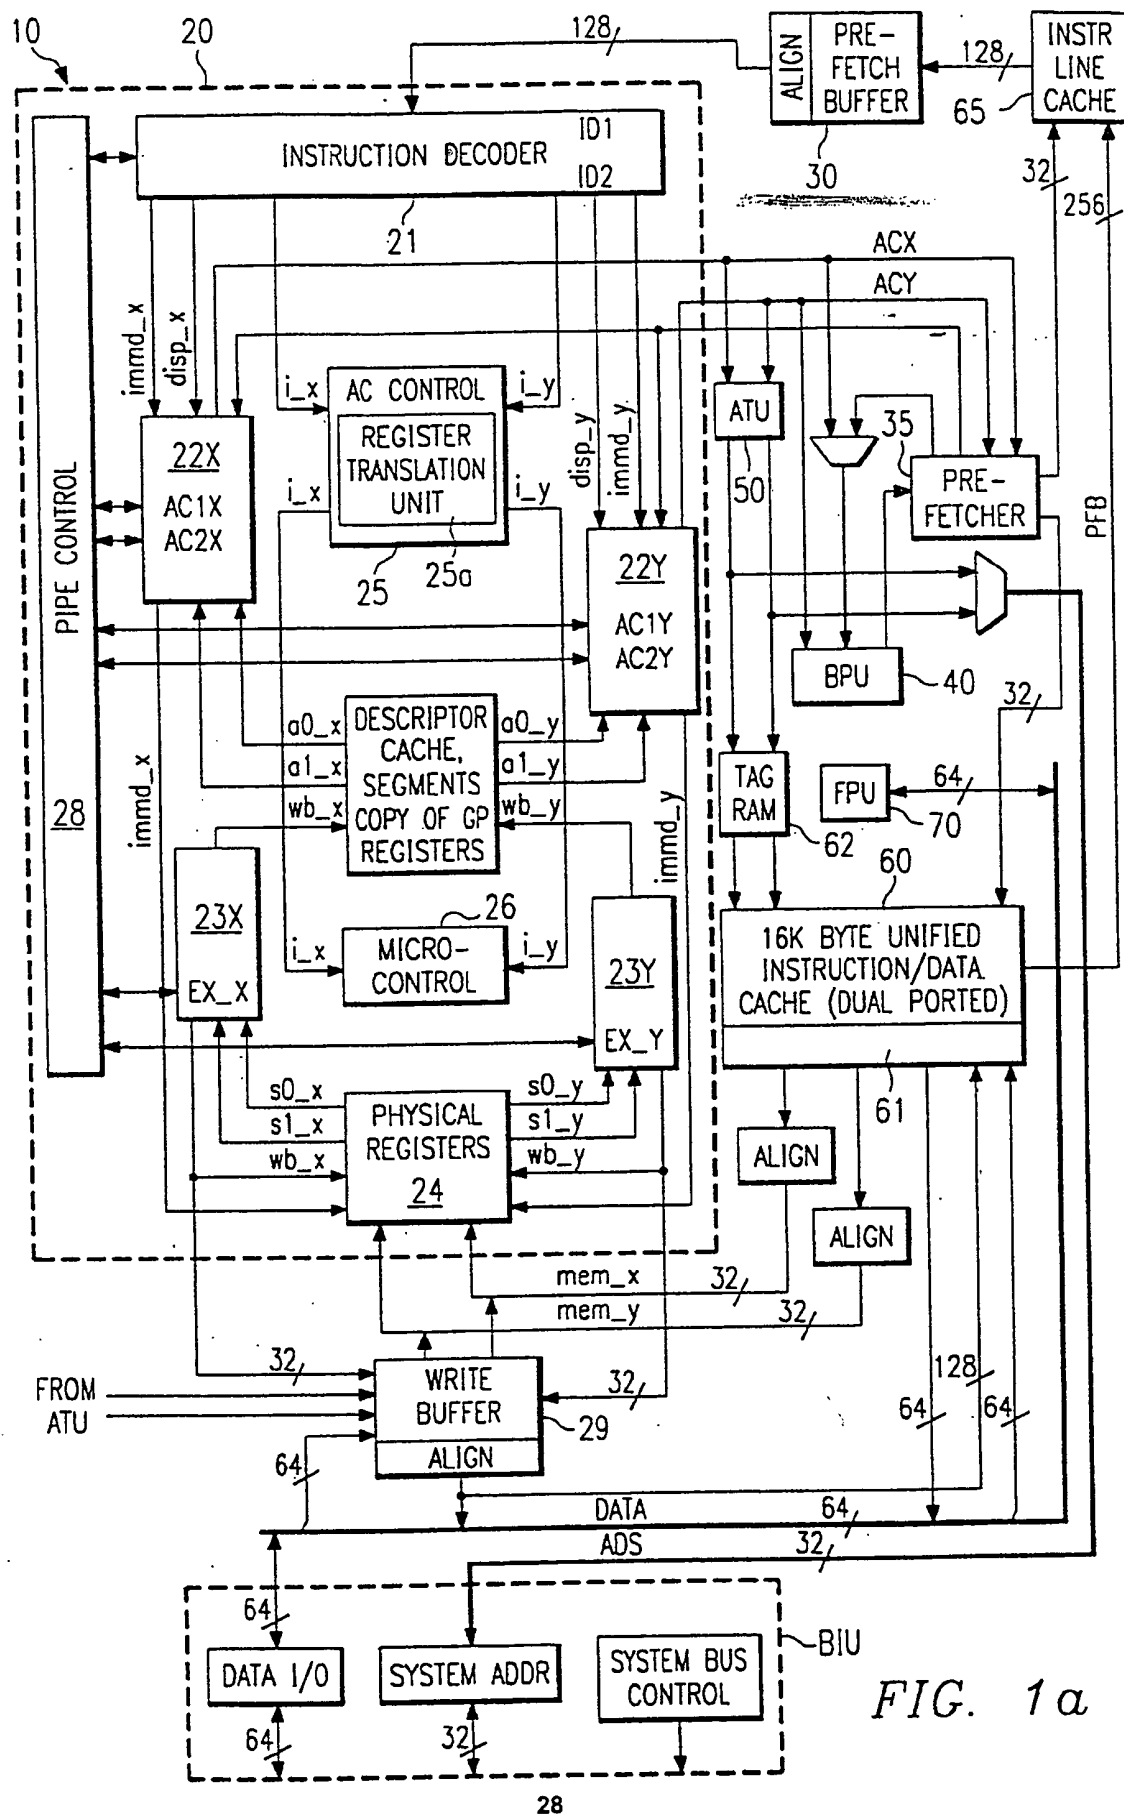 10
20
128
ALIGN
PRE-
FETCH
BUFFER
30
128
INSTR
LINE
CACHE
65
32
256
ID1
INSTRUCTION DECODER
ID2
21
ACX
ACY
immd_x
disp_x
i_x
AC CONTROL
i_y
REGISTER
TRANSLATION
UNIT
i_x
i_y
25
25a
disp_y
immd_y
ATU
50
35
PRE-
FETCHER
PFB
22X
AC1X
AC2X
PIPE CONTROL
28
22Y
AC1Y
AC2Y
BPU
40
32
immd_x
a0_x
a1_x
wb_x
DESCRIPTOR
CACHE,
SEGMENTS
COPY OF GP
REGISTERS
a0_y
a1_y
wb_y
immd_y
TAG
RAM
62
FPU
70
64
23X
EX_X
26
i_x
MICRO-
CONTROL
i_y
23Y
EX_Y
60
16K BYTE UNIFIED
INSTRUCTION/DATA
CACHE (DUAL PORTED)
61
s0_x
s1_x
wb_x
PHYSICAL
REGISTERS
24
s0_y
s1_y
wb_y
ALIGN
ALIGN
mem_x
32
mem_y
32
32
FROM
ATU
WRITE
BUFFER
ALIGN
29
32
64
128
64
64
DATA
64
ADS
32
64
DATA I/O
64
SYSTEM ADDR
32
SYSTEM BUS
CONTROL
BIU
FIG. 1a
28